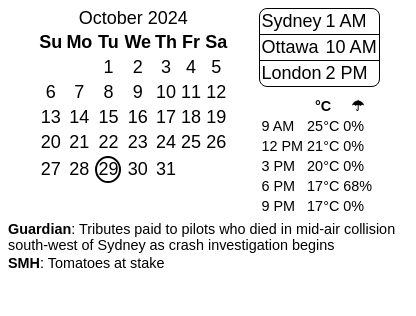 October 2024
Su Mo Tu We Th Fr Sa
1 2 3 4 5
6 7 8 9 10 11 12
13 14 15 16 17 18 19
20 21 22 23 24 25 26
27 28 29 30 31
Sydney 1 AM
Ottawa 10 AM
London 2 PM
°C ☂
9 AM 25°C 0%
12 PM 21°C 0%
3 PM 20°C 0%
6 PM 17°C 68%
9 PM 17°C 0%
Guardian: Tributes paid to pilots who died in mid-air collision
south-west of Sydney as crash investigation begins
SMH: Tomatoes at stake